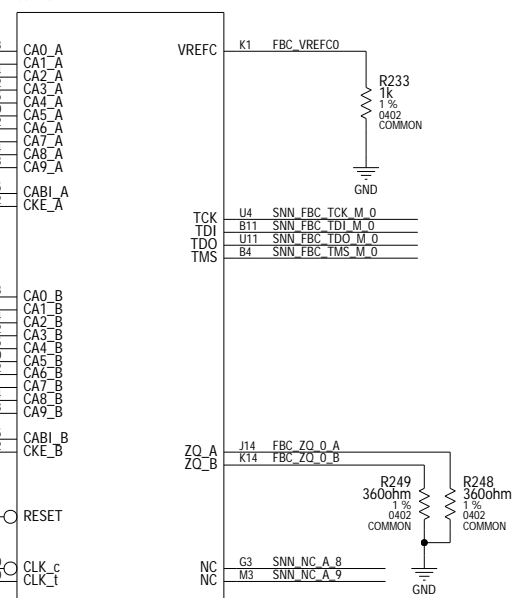 CA0_A
CA1_A
CA2_A
CA3_A
CA4_A
CA5_A
CA6_A
CA7_A
CA8_A
CA9_A
CABI_A
CKE_A
VREFC K1 FBC_VREFC0
R233
1k
1 %
0402
COMMON
GND
TCK U4 SNN_FBC_TCK_M_0
TDI B11 SNN_FBC_TDI_M_0
TDO U11 SNN_FBC_TDO_M_0
TMS B4 SNN_FBC_TMS_M_0
CA0_B
CA1_B
CA2_B
CA3_B
CA4_B
CA5_B
CA6_B
CA7_B
CA8_B
CA9_B
CABI_B
CKE_B
ZQ_A J14 FBC_ZQ_0_A
ZQ_B K14 FBC_ZQ_0_B
R249
360ohm
1 %
0402
COMMON
R248
360ohm
1 %
0402
COMMON
GND
RESET
CLK_c
CLK_t
NC G3 SNN_NC_A_8
NC M3 SNN_NC_A_9